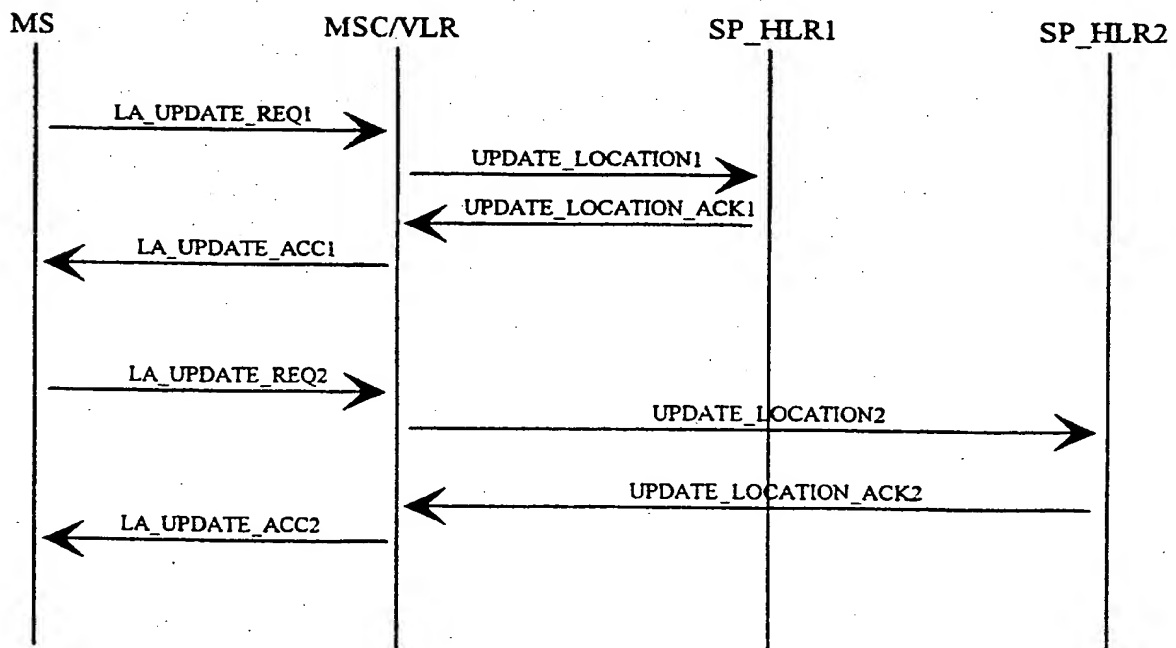 MS
MSC/VLR
SP_HLR1
SP_HLR2
LA_UPDATE_REQ1
UPDATE_LOCATION1
UPDATE_LOCATION_ACK1
LA_UPDATE_ACC1
LA_UPDATE_REQ2
UPDATE_LOCATION2
UPDATE_LOCATION_ACK2
LA_UPDATE_ACC2